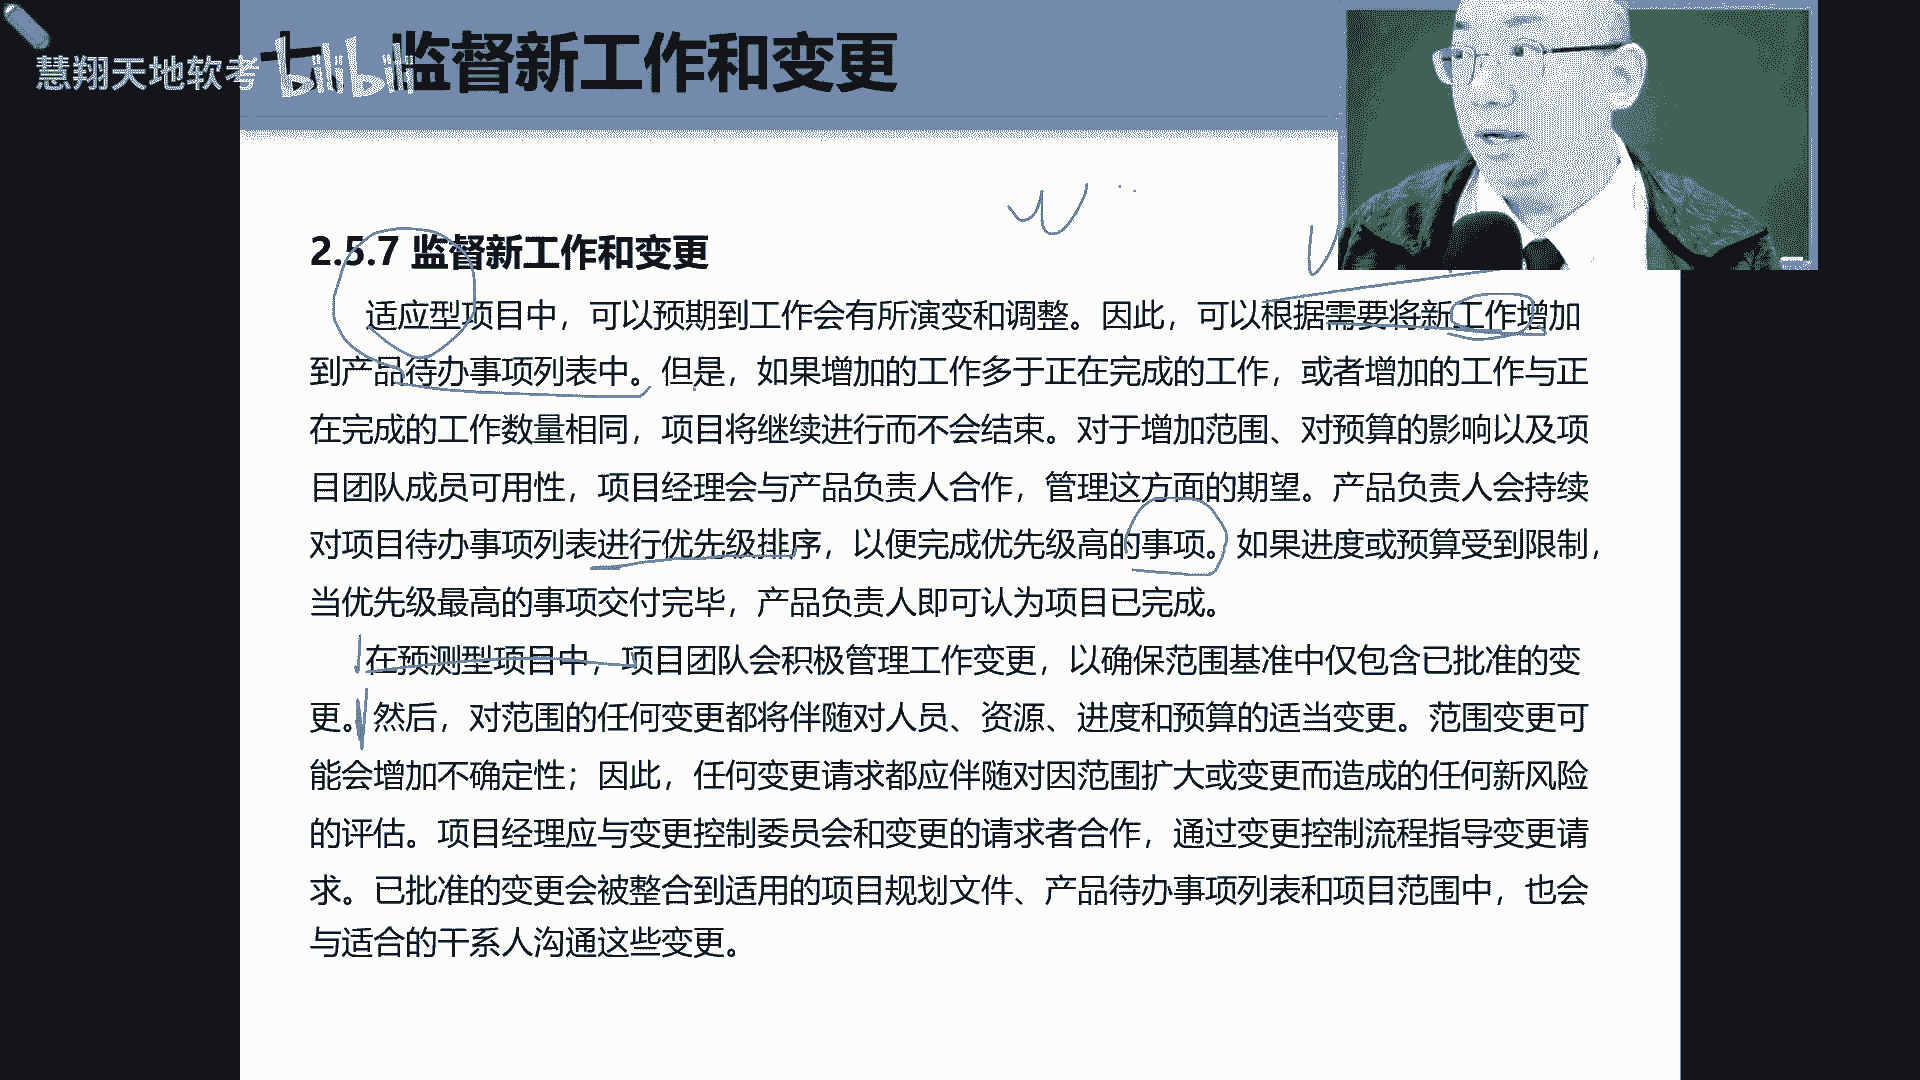 慧翔天地软考
bilibili
七、监督新工作和变更
2.5.7 监督新工作和变更
适应型项目中，可以预期到工作会有所演变和调整。因此，可以根据需要将新工作增加
到产品待办事项列表中。但是，如果增加的工作多于正在完成的工作，或者增加的工作与正
在完成的工作数量相同，项目将继续进行而不会结束。对于增加范围、对预算的影响以及项
目团队成员可用性，项目经理会与产品负责人合作，管理这方面的期望。产品负责人会持续
对项目待办事项列表进行优先级排序，以便完成优先级高的事项。如果进度或预算受到限制，
当优先级最高的事项交付完毕，产品负责人即可认为项目已完成。
在预测型项目中，项目团队会积极管理工作变更，以确保范围基准中仅包含已批准的变
更。然后，对范围的任何变更都将伴随对人员、资源、进度和预算的适当变更。范围变更可
能会增加不确定性；因此，任何变更请求都应伴随对因范围扩大或变更而造成的任何新风险
的评估。项目经理应与变更控制委员会和变更的请求者合作，通过变更控制流程指导变更请
求。已批准的变更会被整合到适用的项目规划文件、产品待办事项列表和项目范围中，也会
与适合的干系人沟通这些变更。